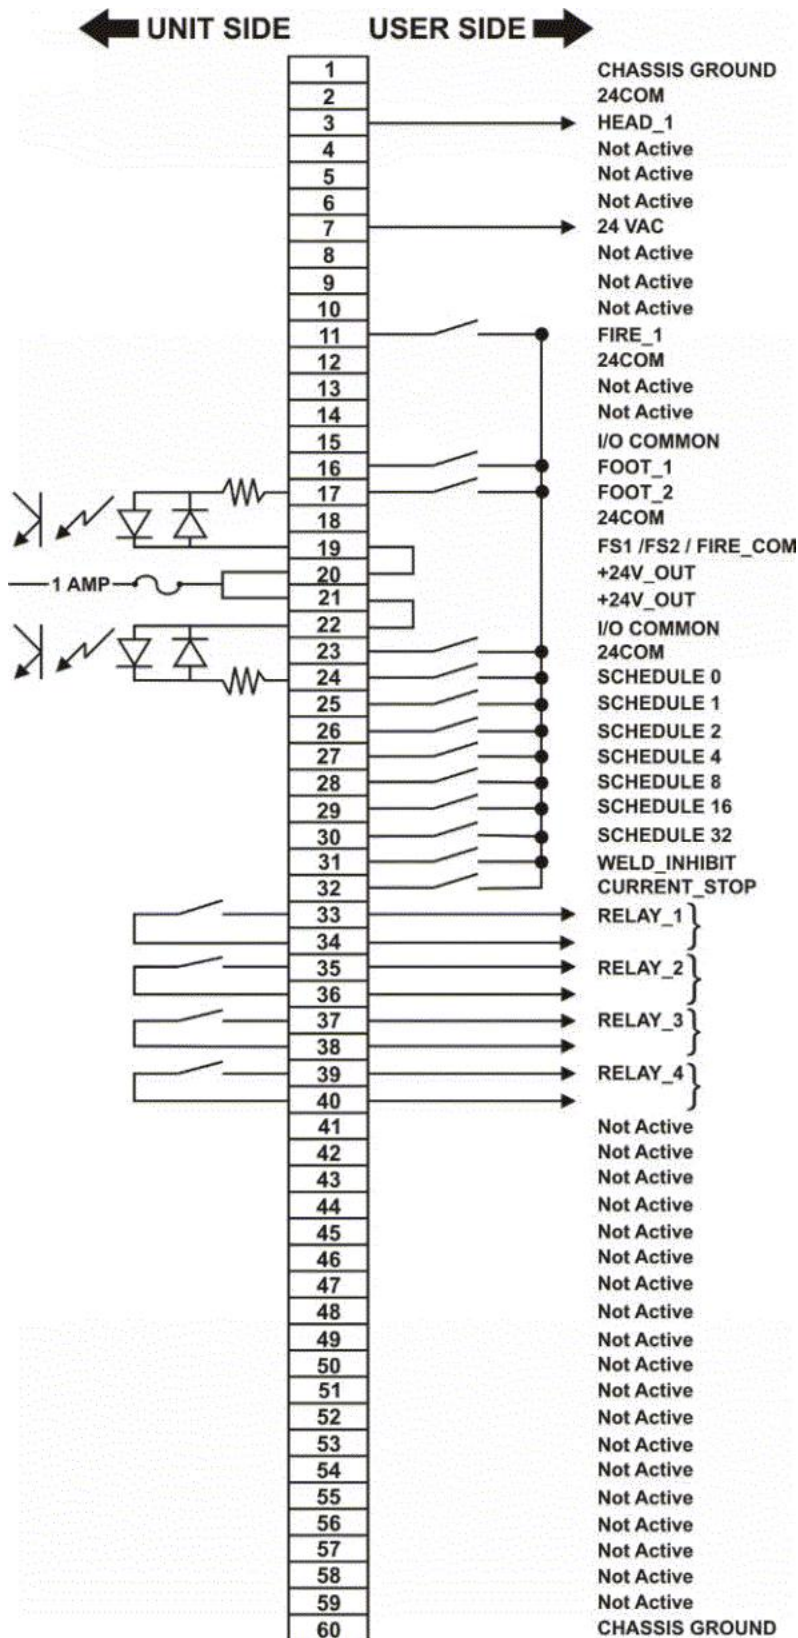 UNIT SIDE USER SIDE
1 CHASSIS GROUND
2 24COM
3 HEAD_1
4 Not Active
5 Not Active
6 Not Active
7 24 VAC
8 Not Active
9 Not Active
10 Not Active
11 FIRE_1
12 24COM
13 Not Active
14 Not Active
15 I/O COMMON
16 FOOT_1
17 FOOT_2
18 24COM
19 FS1 /FS2 / FIRE_COM
1 AMP 20 +24V_OUT
21 +24V_OUT
22 I/O COMMON
23 24COM
24 SCHEDULE 0
25 SCHEDULE 1
26 SCHEDULE 2
27 SCHEDULE 4
28 SCHEDULE 8
29 SCHEDULE 16
30 SCHEDULE 32
31 WELD_INHIBIT
32 CURRENT_STOP
33 RELAY_1
34
35 RELAY_2
36
37 RELAY_3
38
39 RELAY_4
40
41 Not Active
42 Not Active
43 Not Active
44 Not Active
45 Not Active
46 Not Active
47 Not Active
48 Not Active
49 Not Active
50 Not Active
51 Not Active
52 Not Active
53 Not Active
54 Not Active
55 Not Active
56 Not Active
57 Not Active
58 Not Active
59 Not Active
60 CHASSIS GROUND